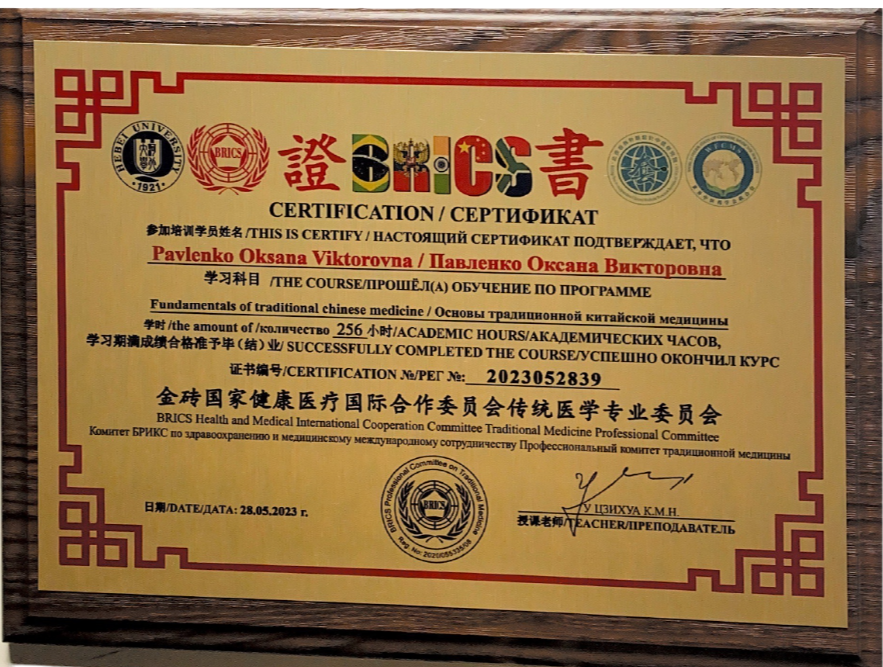 HEBEI UNIVERSITY
1921
BRICS
證 BRICS 書
WFCMS
CERTIFICATION / СЕРТИФИКАТ
参加培训学员姓名/THIS IS CERTIFY / НАСТОЯЩИЙ СЕРТИФИКАТ ПОДТВЕРЖДАЕТ, ЧТО
Pavlenko Oksana Viktorovna / Павленко Оксана Викторовна
学习科目 /THE COURSE/ПРОШЁЛ(А) ОБУЧЕНИЕ ПО ПРОГРАММЕ
Fundamentals of traditional chinese medicine / Основы традиционной китайской медицины
学时/the amount of /количество 256 小时/ACADEMIC HOURS/АКАДЕМИЧЕСКИХ ЧАСОВ,
学习期满成绩合格准予毕（结）业/ SUCCESSFULLY COMPLETED THE COURSE/УСПЕШНО ОКОНЧИЛ КУРС
证书编号/CERTIFICATION №/РЕГ №: 2023052839
金砖国家健康医疗国际合作委员会传统医学专业委员会
BRICS Health and Medical International Cooperation Committee Traditional Medicine Professional Committee
Комитет БРИКС по здравоохранению и медицинскому международному сотрудничеству Профессиональный комитет традиционной медицины
日期/DATE/ДАТА: 28.05.2023 г.
BRICS Professional Committee on Traditional Medicine
BRICS
Reg. No: 2020/055335/08
У ЦЗИХУА К.М.Н.
授课老师/TEACHER/ПРЕПОДАВАТЕЛЬ